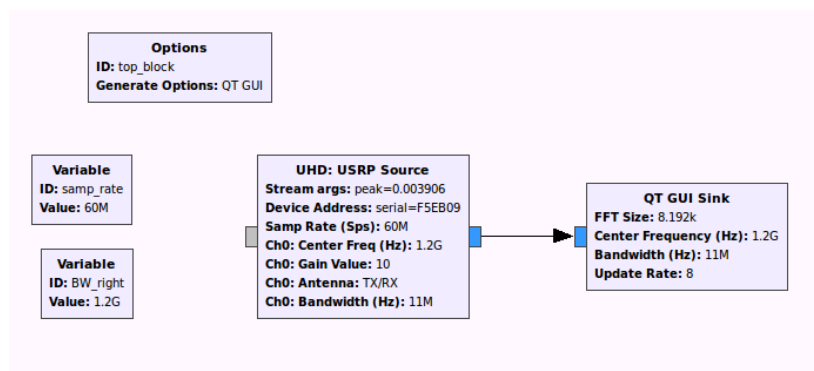 Options
ID: top_block
Generate Options: QT GUI
Variable
ID: samp_rate
Value: 60M
Variable
ID: BW_right
Value: 1.2G
UHD: USRP Source
Stream args: peak=0.003906
Device Address: serial=F5EB09
Samp Rate (Sps): 60M
Ch0: Center Freq (Hz): 1.2G
Ch0: Gain Value: 10
Ch0: Antenna: TX/RX
Ch0: Bandwidth (Hz): 11M
QT GUI Sink
FFT Size: 8.192k
Center Frequency (Hz): 1.2G
Bandwidth (Hz): 11M
Update Rate: 8